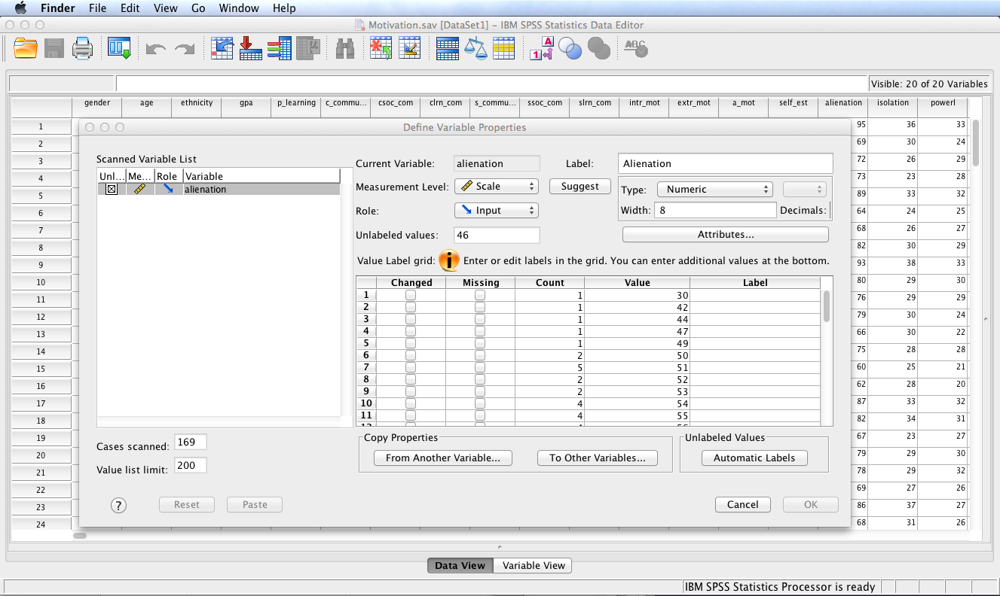 Finder File Edit View Go Window Help
Motivation.sav [DataSet1] – IBM SPSS Statistics Data Editor
Visible: 20 of 20 Variables
gender age ethnicity gpa p_learning c_commu... csoc_com clrn_com s_commu... ssoc_com slrn_com intr_mot extr_mot a_mot self_est alienation isolation powerl
1 95 36 33
2 69 30 24
3 72 26 29
4 73 23 28
5 89 33 32
6 64 24 25
7 68 26 27
8 82 30 29
9 93 38 33
10 80 29 30
11 76 29 29
12 79 30 24
13 66 30 22
14 75 28 28
15 60 25 21
16 62 28 20
17 87 33 32
18 82 34 31
19 67 23 27
20 79 29 30
21 78 29 32
22 69 27 26
23 86 37 27
24 68 31 26
Define Variable Properties
Scanned Variable List
Unl... Me... Role Variable
alienation
Cases scanned: 169
Value list limit: 200
Current Variable: alienation Label: Alienation
Measurement Level: Scale Suggest Type: Numeric
Role: Input Width: 8 Decimals:
Unlabeled values: 46 Attributes...
Value Label grid: Enter or edit labels in the grid. You can enter additional values at the bottom.
Changed Missing Count Value Label
1 1 30
2 1 42
3 1 44
4 1 47
5 1 49
6 2 50
7 5 51
8 2 52
9 2 53
10 4 54
11 4 55
Copy Properties Unlabeled Values
From Another Variable... To Other Variables... Automatic Labels
? Reset Paste Cancel OK
Data View Variable View
IBM SPSS Statistics Processor is ready